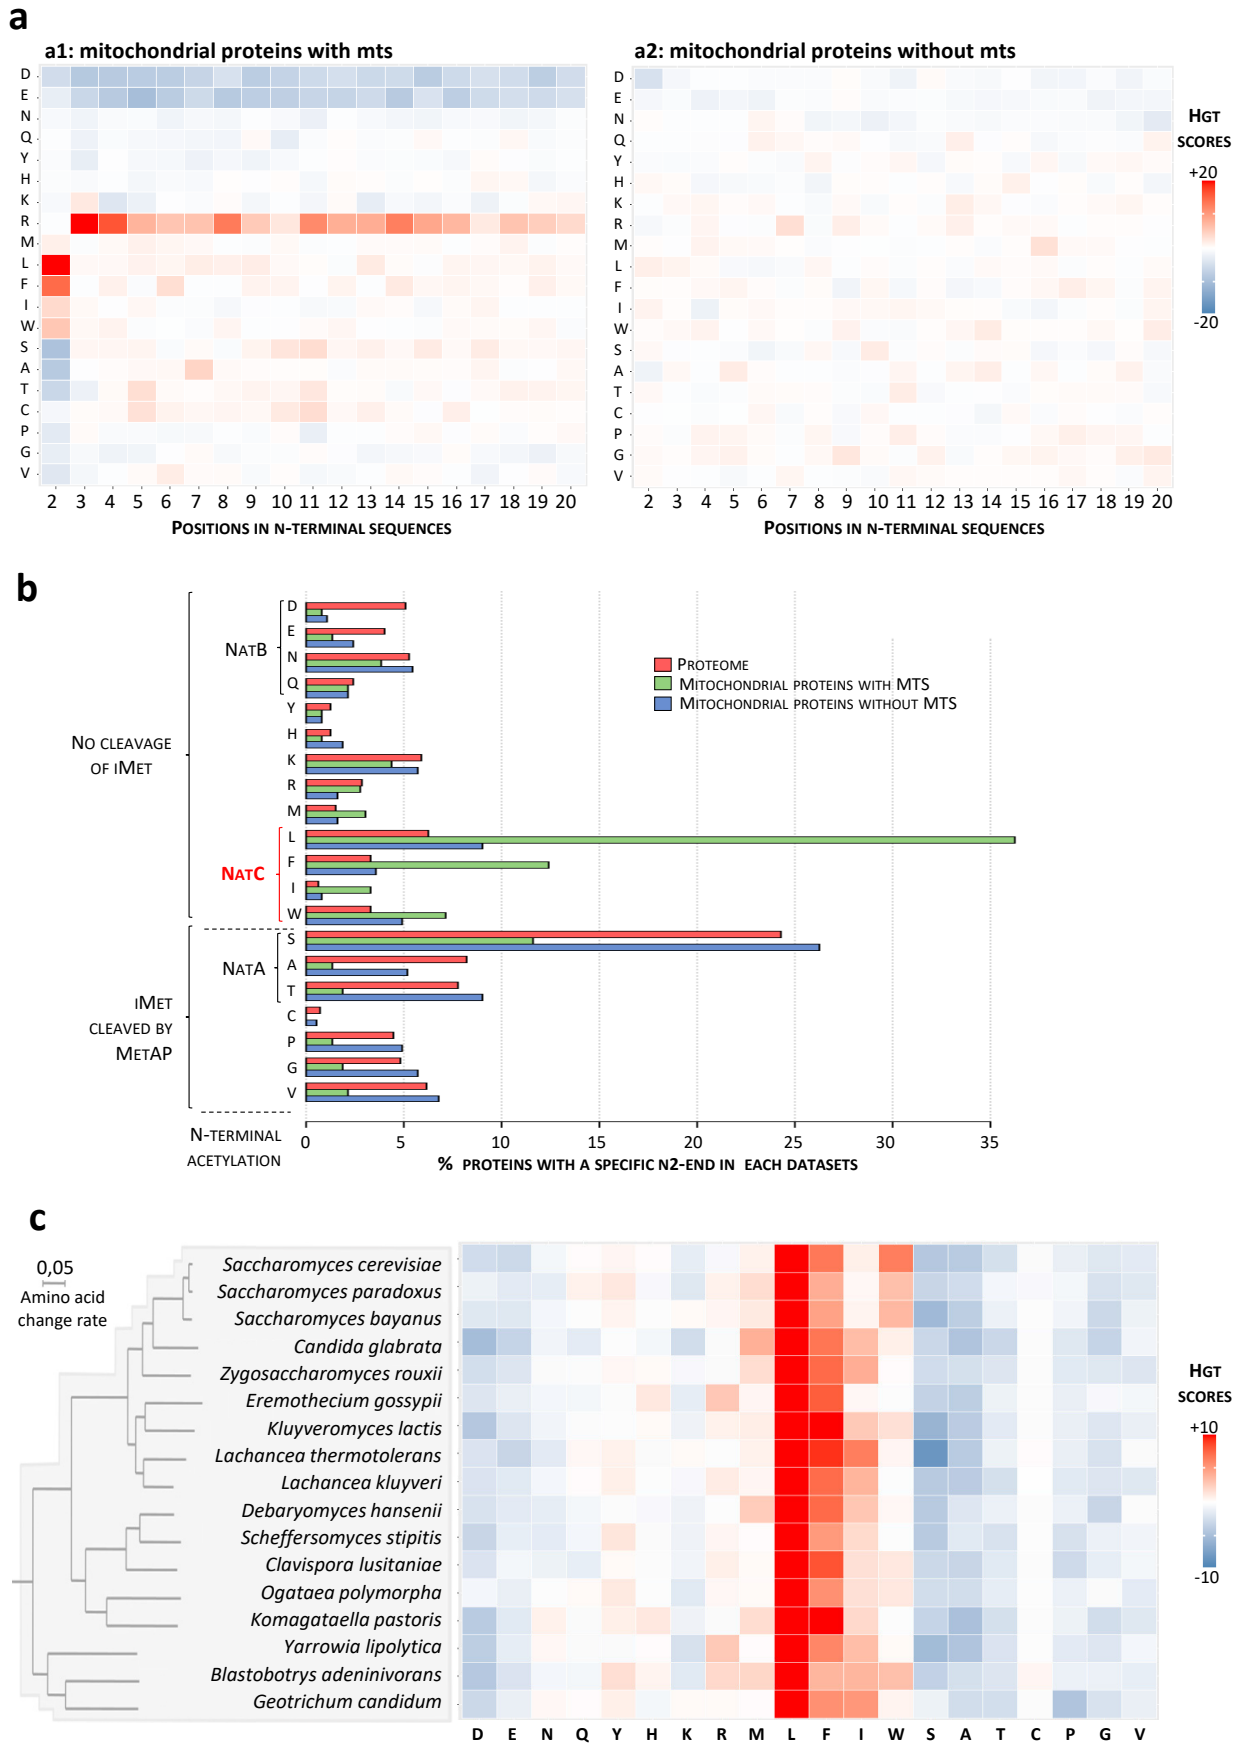 a
a1: mitochondrial proteins with mts
a2: mitochondrial proteins without mts
D
E
N
Q
Y
H
K
R
M
L
F
I
W
S
A
T
C
P
G
V
2 3 4 5 6 7 8 9 10 11 12 13 14 15 16 17 18 19 20
Positions in N-terminal sequences
D
E
N
Q
Y
H
K
R
M
L
F
I
W
S
A
T
C
P
G
V
2 3 4 5 6 7 8 9 10 11 12 13 14 15 16 17 18 19 20
Positions in N-terminal sequences
HGT
scores
+20
-20
b
No cleavage
of iMet
NatB
NatC
iMet
cleaved by
MetAP
NatA
D
E
N
Q
Y
H
K
R
M
L
F
I
W
S
A
T
C
P
G
V
Proteome
Mitochondrial proteins with MTS
Mitochondrial proteins without MTS
N-terminal
acetylation
0 5 10 15 20 25 30 35
% proteins with a specific N2-end in each datasets
c
0,05
Amino acid
change rate
Saccharomyces cerevisiae
Saccharomyces paradoxus
Saccharomyces bayanus
Candida glabrata
Zygosaccharomyces rouxii
Eremothecium gossypii
Kluyveromyces lactis
Lachancea thermotolerans
Lachancea kluyveri
Debaryomyces hansenii
Scheffersomyces stipitis
Clavispora lusitaniae
Ogataea polymorpha
Komagataella pastoris
Yarrowia lipolytica
Blastobotrys adeninivorans
Geotrichum candidum
D E N Q Y H K R M L F I W S A T C P G V
HGT
scores
+10
-10